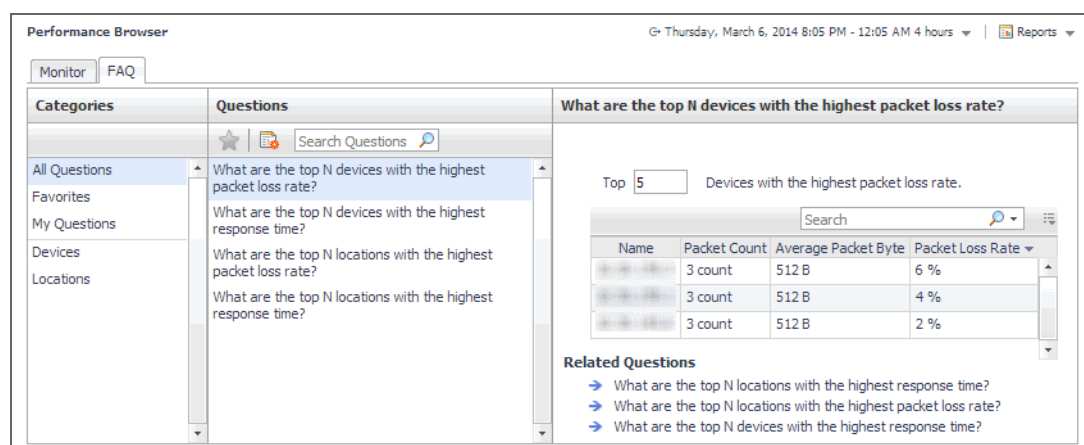 Performance Browser
Thursday, March 6, 2014 8:05 PM - 12:05 AM 4 hours
Reports
Monitor
FAQ
Categories
Questions
What are the top N devices with the highest packet loss rate?
Search Questions
All Questions
Favorites
My Questions
Devices
Locations
What are the top N devices with the highest
packet loss rate?
What are the top N devices with the highest
response time?
What are the top N locations with the highest
packet loss rate?
What are the top N locations with the highest
response time?
Top 5 Devices with the highest packet loss rate.
Search
Name Packet Count Average Packet Byte Packet Loss Rate
3 count 512 B 6 %
3 count 512 B 4 %
3 count 512 B 2 %
Related Questions
What are the top N locations with the highest response time?
What are the top N locations with the highest packet loss rate?
What are the top N devices with the highest response time?